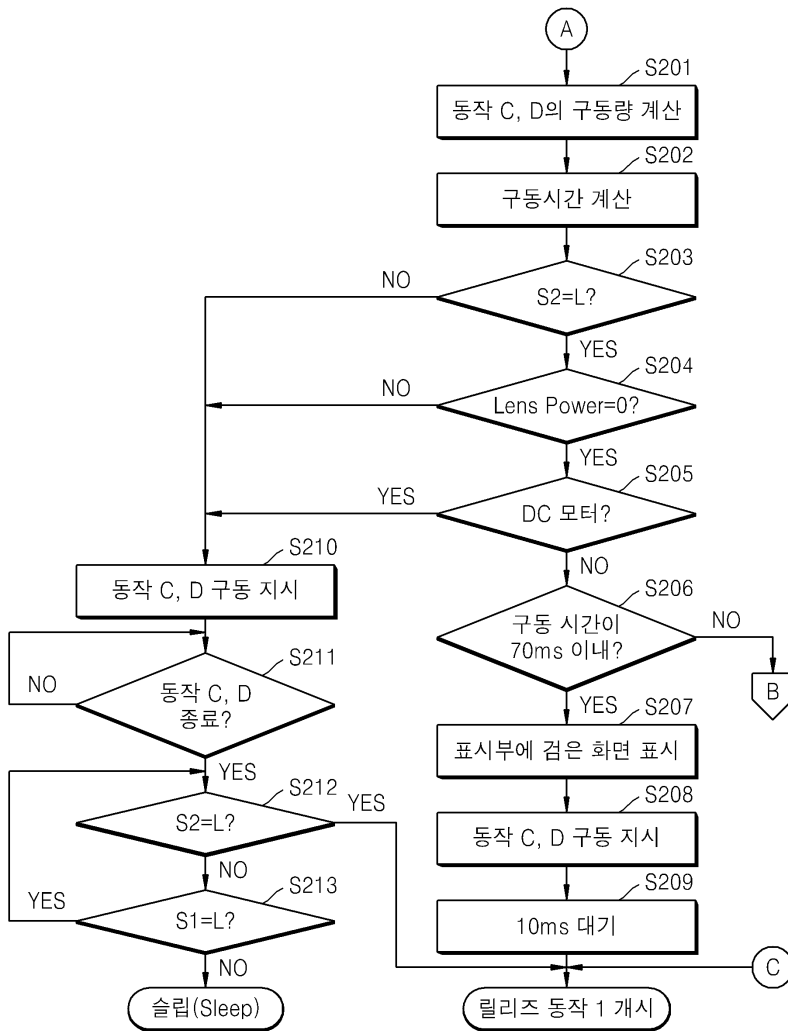 A
S201
동작 C, D의 구동량 계산
S202
구동시간 계산
S203
NO
S2=L?
YES
S204
NO
Lens Power=0?
YES
S205
YES
DC 모터?
NO
S210
동작 C, D 구동 지시
S206
구동 시간이
70ms 이내?
NO
B
YES
S211
NO
동작 C, D
종료?
YES
S207
표시부에 검은 화면 표시
S212
S2=L?
YES
NO
S208
동작 C, D 구동 지시
S213
YES
S1=L?
NO
S209
10ms 대기
C
슬립(Sleep)
릴리즈 동작 1 개시